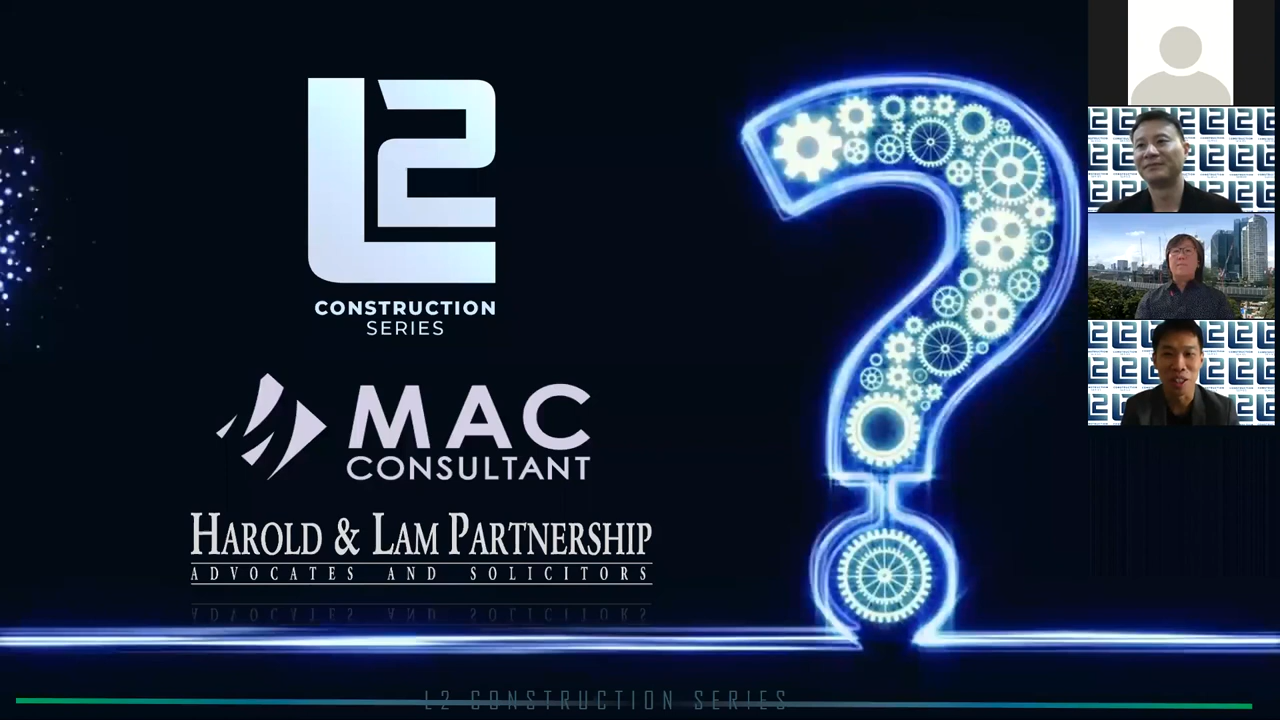 L2
CONSTRUCTION
SERIES
MAC
CONSULTANT
HAROLD & LAM PARTNERSHIP
ADVOCATES AND SOLICITORS
L2 CONSTRUCTION SERIES